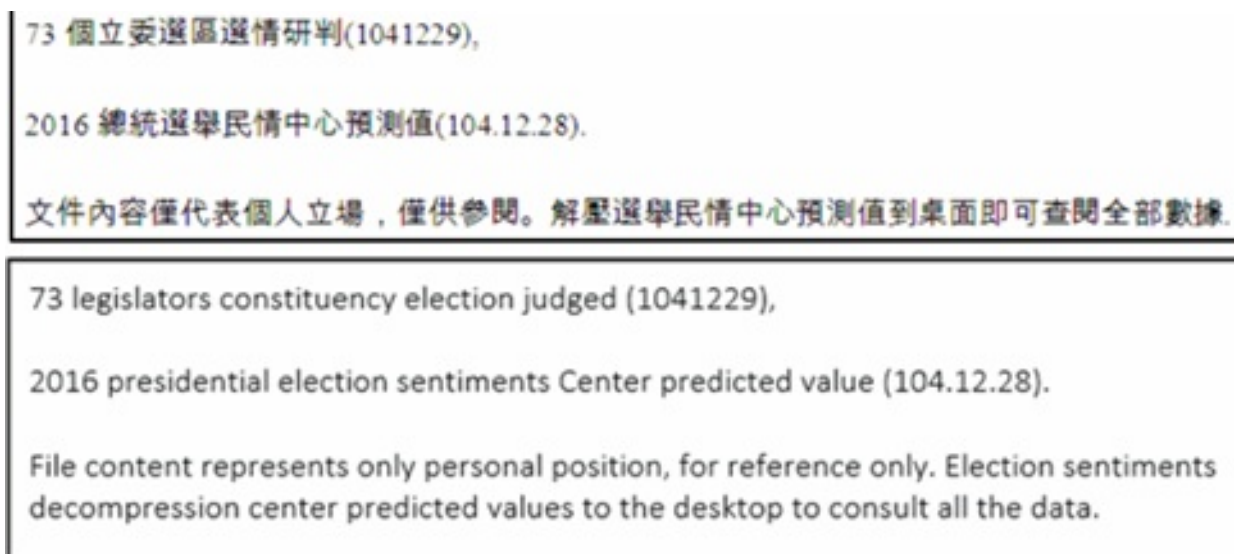 73 個立委選區選情研判(1041229),
2016 總統選舉民情中心預測值(104.12.28).
文件內容僅代表個人立場，僅供參閱。解壓選舉民情中心預測值到桌面即可查閱全部數據.
73 legislators constituency election judged (1041229),
2016 presidential election sentiments Center predicted value (104.12.28).
File content represents only personal position, for reference only. Election sentiments
decompression center predicted values to the desktop to consult all the data.